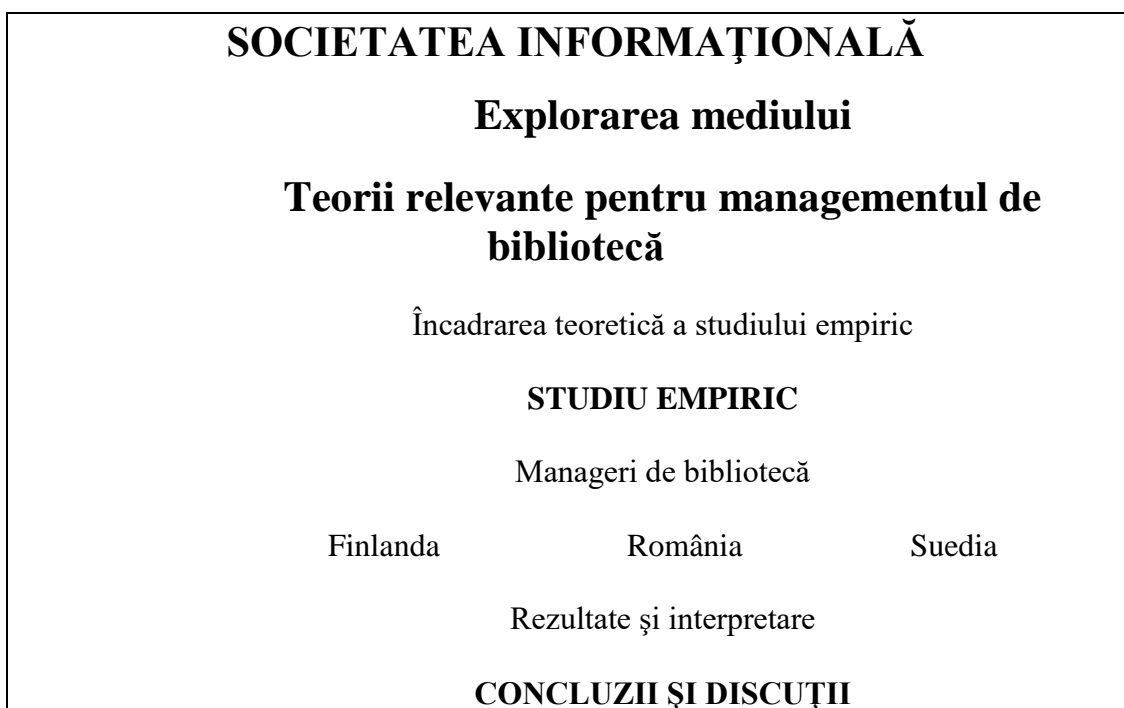 SOCIETATEA INFORMAŢIONALĂ
Explorarea mediului
Teorii relevante pentru managementul de
bibliotecă
Încadrarea teoretică a studiului empiric
STUDIU EMPIRIC
Manageri de bibliotecă
Finlanda România Suedia
Rezultate şi interpretare
CONCLUZII ŞI DISCUŢII